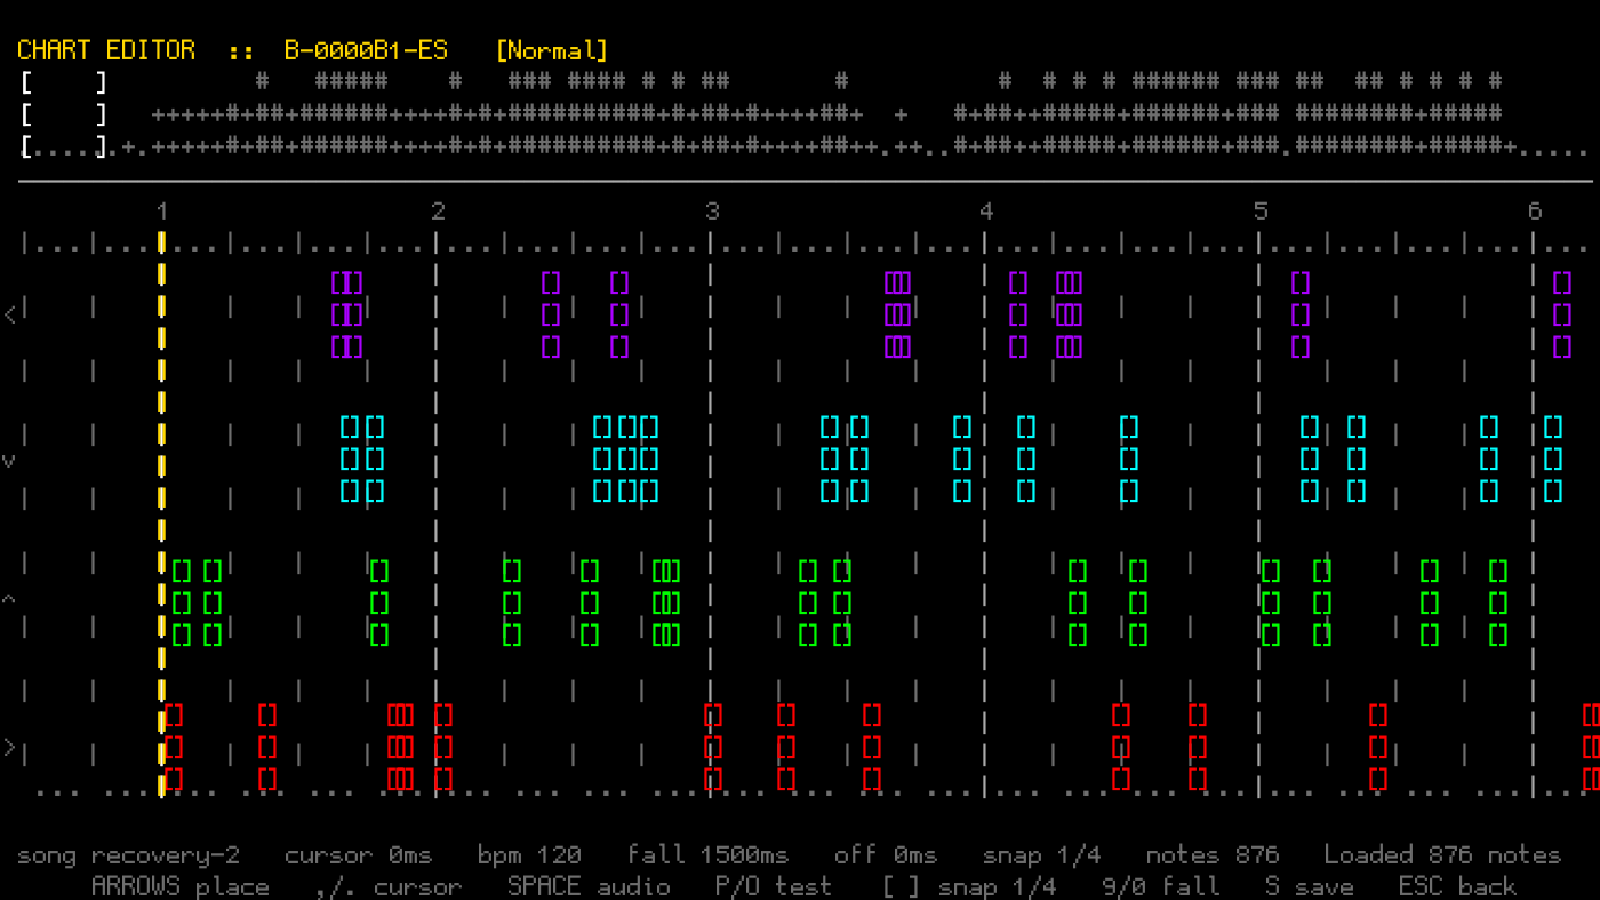 CHART EDITOR :: B-0000B1-ES [Normal]
1 2 3 4 5 6
<
v
^
>
song recovery-2 cursor 0ms bpm 120 fall 1500ms off 0ms snap 1/4 notes 876 Loaded 876 notes
ARROWS place ,/. cursor SPACE audio P/O test [ ] snap 1/4 9/0 fall S save ESC back